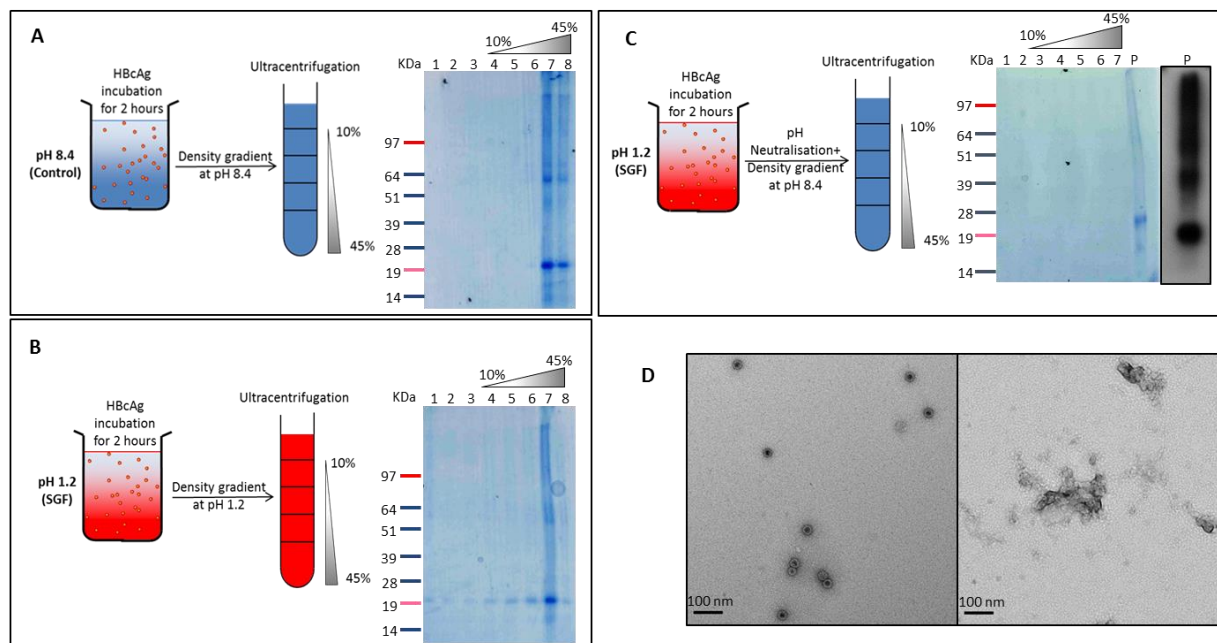 A
HBcAg
incubation
for 2 hours
pH 8.4
(Control)
Density gradient
at pH 8.4
Ultracentrifugation
10%
45%
45%
10%
KDa 1 2 3 4 5 6 7 8
97
64
51
39
28
19
14
B
HBcAg
incubation
for 2 hours
pH 1.2
(SGF)
Density gradient
at pH 1.2
Ultracentrifugation
10%
45%
45%
10%
KDa 1 2 3 4 5 6 7 8
97
64
51
39
28
19
14
C
HBcAg
incubation
for 2 hours
pH 1.2
(SGF)
pH
Neutralisation+
Density gradient
at pH 8.4
Ultracentrifugation
10%
45%
45%
10%
KDa 1 2 3 4 5 6 7 P P
97
64
51
39
28
19
14
D
100 nm
100 nm